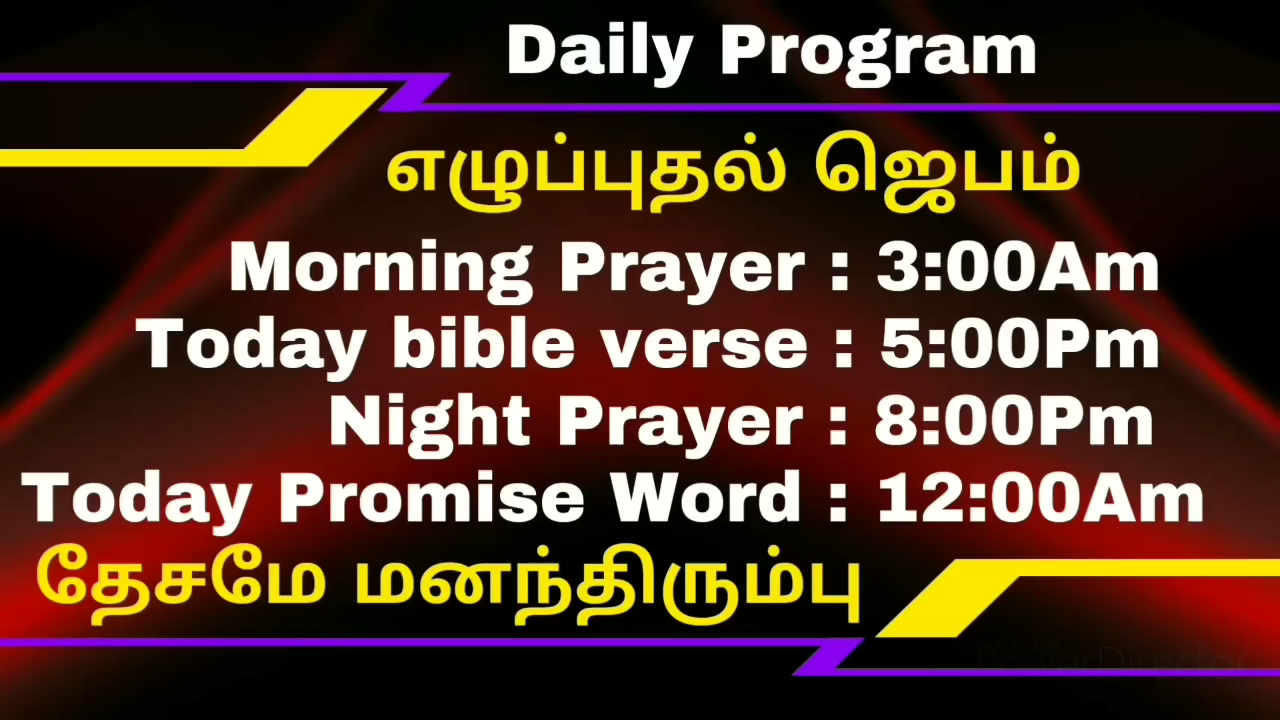 Daily Program
எழுப்புதல் ஜெபம்
Morning Prayer : 3:00Am
Today bible verse : 5:00Pm
Night Prayer : 8:00Pm
Today Promise Word : 12:00Am
தேசமே மனந்திரும்பு
PowerDirector